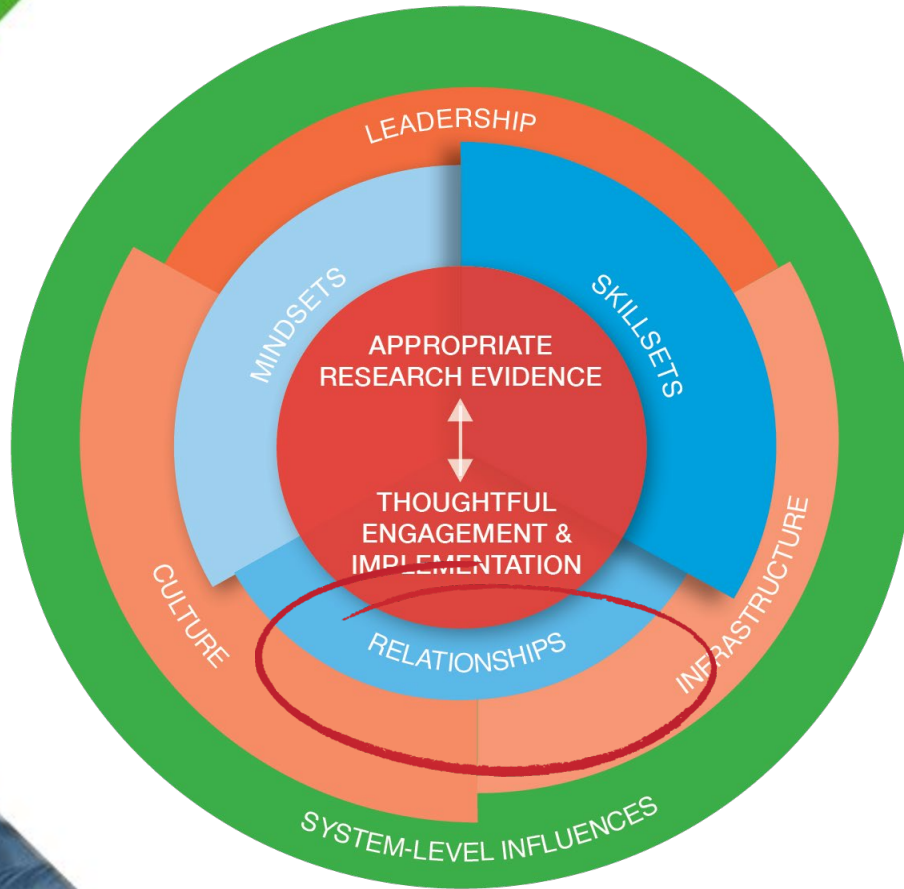 LEADERSHIP
MINDSETS
SKILLSETS
APPROPRIATE
RESEARCH EVIDENCE
THOUGHTFUL
ENGAGEMENT &
IMPLEMENTATION
CULTURE
RELATIONSHIPS
INFRASTRUCTURE
SYSTEM-LEVEL INFLUENCES